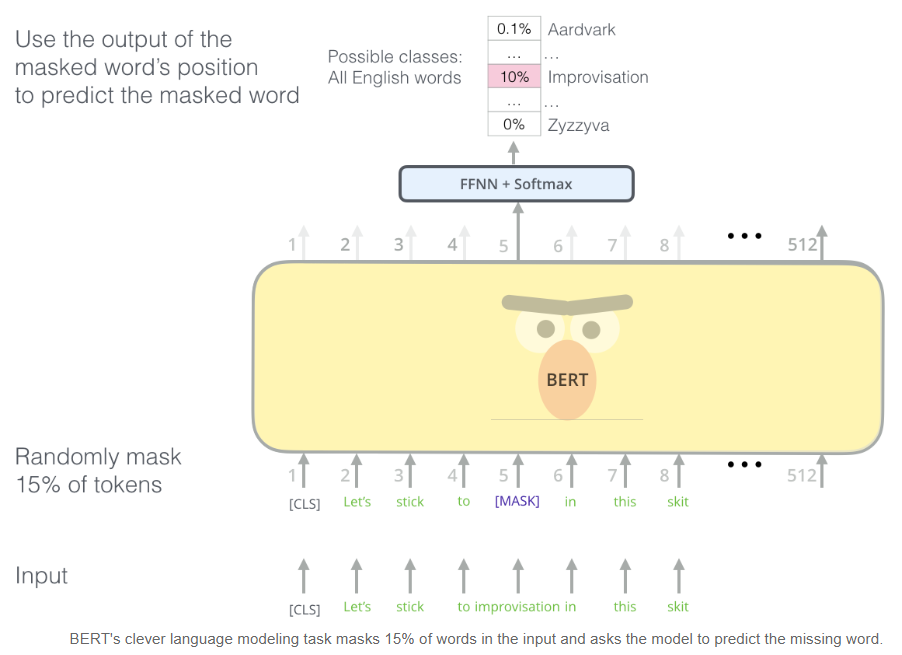 Use the output of the
masked word's position
to predict the masked word
Possible classes:
All English words
0.1% Aardvark
... ...
10% Improvisation
... ...
0% Zyzzyva
FFNN + Softmax
1 2 3 4 5 6 7 8 ... 512
BERT
Randomly mask
15% of tokens
1 2 3 4 5 6 7 8 ... 512
[CLS] Let's stick to [MASK] in this skit
Input
[CLS] Let's stick to improvisation in this skit
BERT's clever language modeling task masks 15% of words in the input and asks the model to predict the missing word.